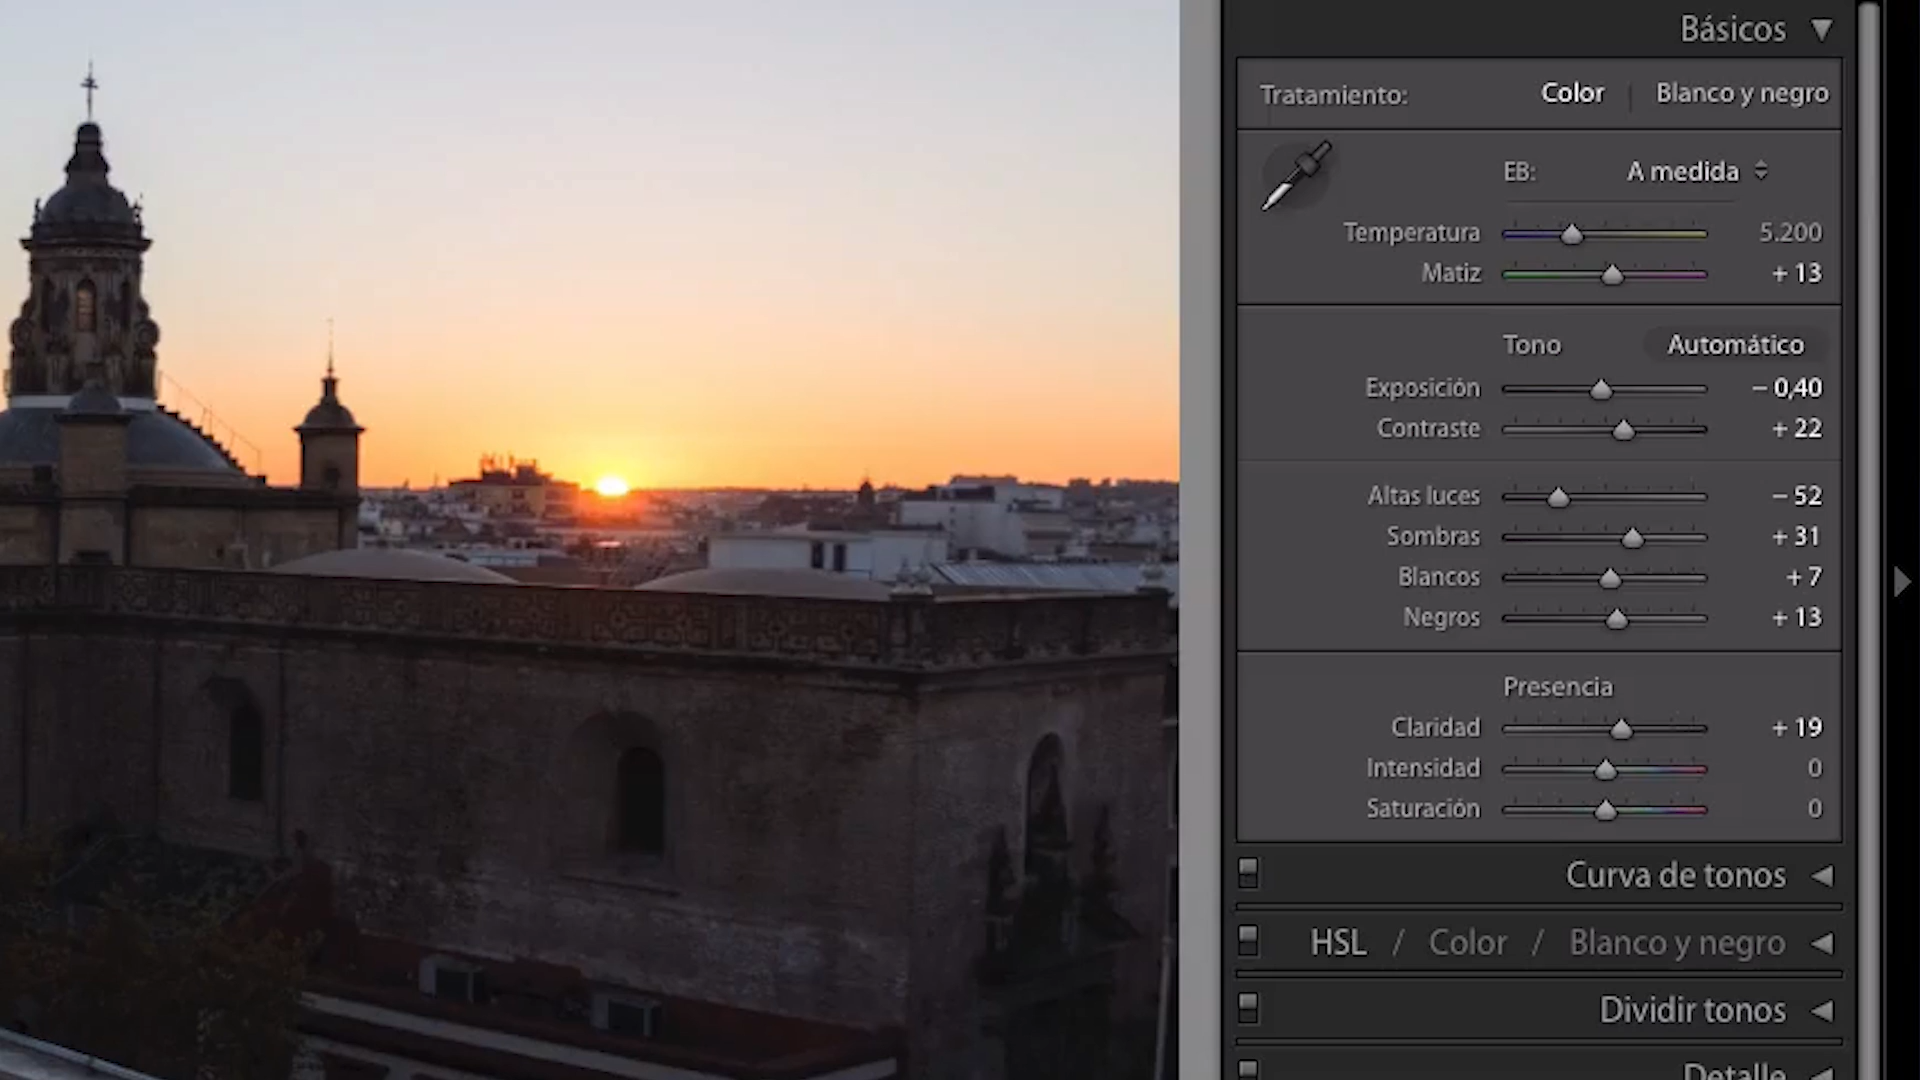 Básicos
Tratamiento: Color Blanco y negro
EB: A medida
Temperatura 5.200
Matiz + 13
Tono Automático
Exposición − 0,40
Contraste + 22
Altas luces − 52
Sombras + 31
Blancos + 7
Negros + 13
Presencia
Claridad + 19
Intensidad 0
Saturación 0
Curva de tonos
HSL / Color / Blanco y negro
Dividir tonos
Detalle